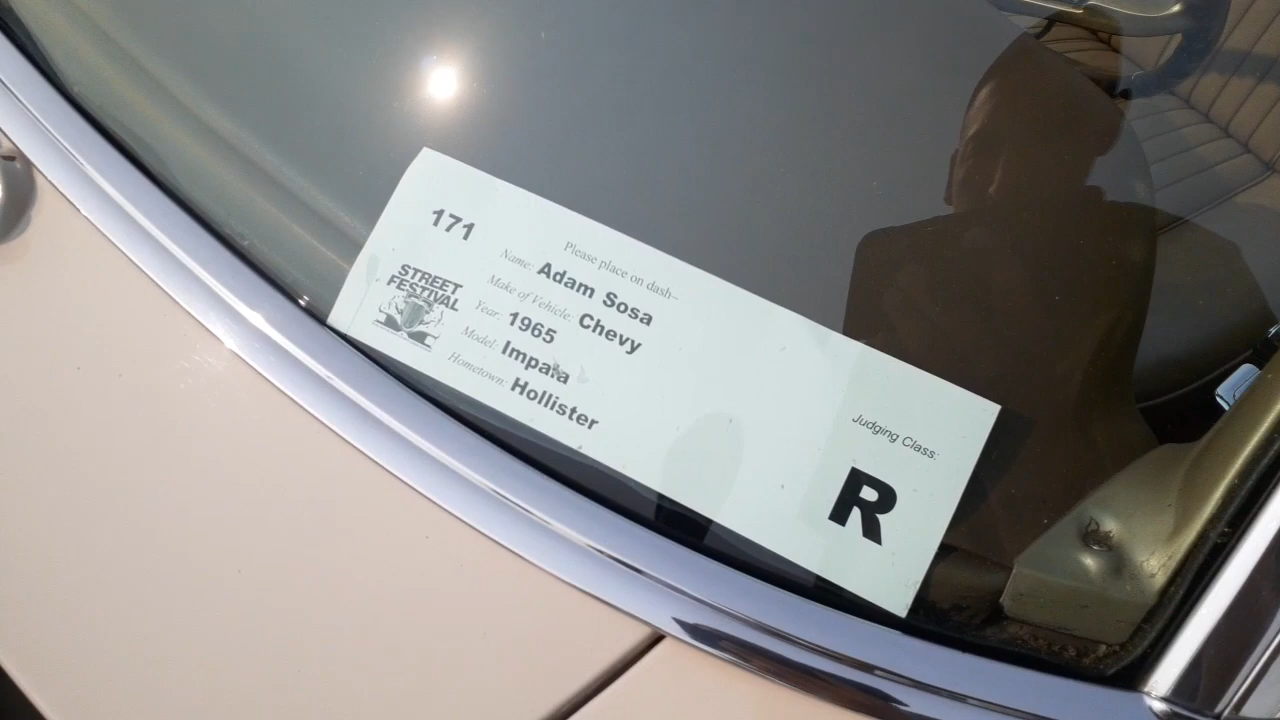 171
Please place on dash–
Name: Adam Sosa
Make of Vehicle: Chevy
Year: 1965
Model: Impala
Hometown: Hollister
STREET
FESTIVAL
Judging Class:
R